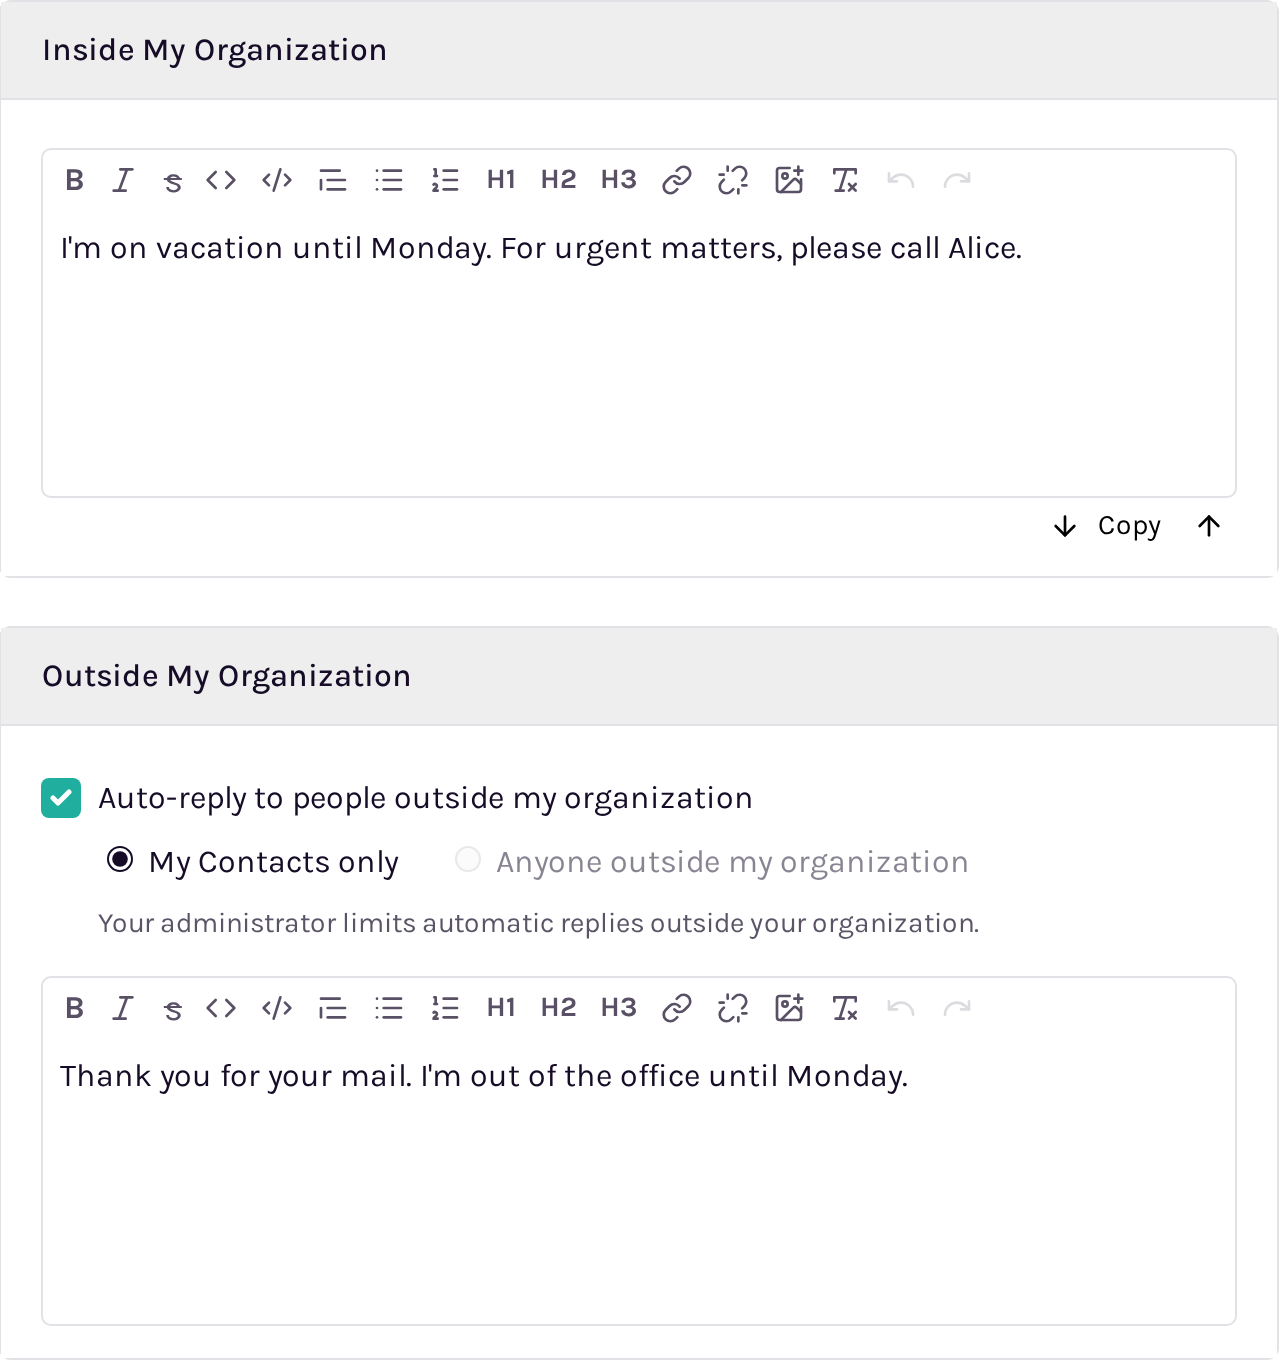 Inside My Organization
B I S <> </> H1 H2 H3
I'm on vacation until Monday. For urgent matters, please call Alice.
↓ Copy ↑
Outside My Organization
Auto-reply to people outside my organization
My Contacts only Anyone outside my organization
Your administrator limits automatic replies outside your organization.
B I S <> </> H1 H2 H3
Thank you for your mail. I'm out of the office until Monday.